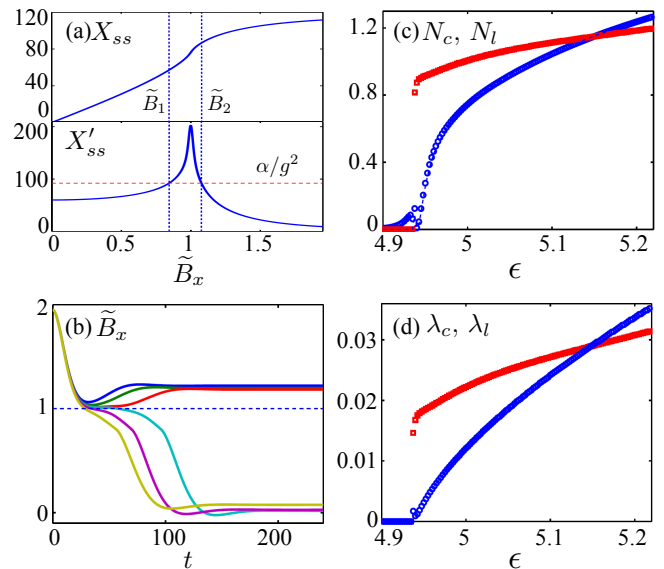 (a) X_ss
120
80
40
0
B̃_1
B̃_2
X'_ss
200
100
0
α/g²
0
0.5
1
1.5
B̃_x
(b) B̃_x
2
1
0
0
100
200
t
(c) N_c, N_l
1.2
0.8
0.4
0
4.9
5
5.1
5.2
ϵ
(d) λ_c, λ_l
0.03
0.02
0.01
0
4.9
5
5.1
5.2
ϵ